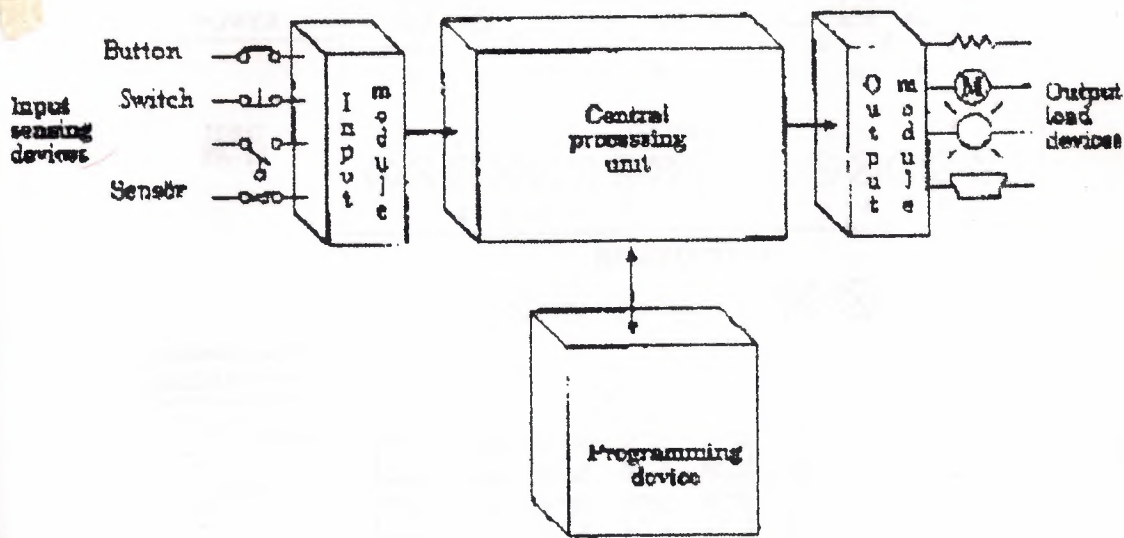 Button
Switch
Input
sensing
devices
Sensor
Input
module
Central
processing
unit
Output
module
Output
load
devices
M
Programming
device